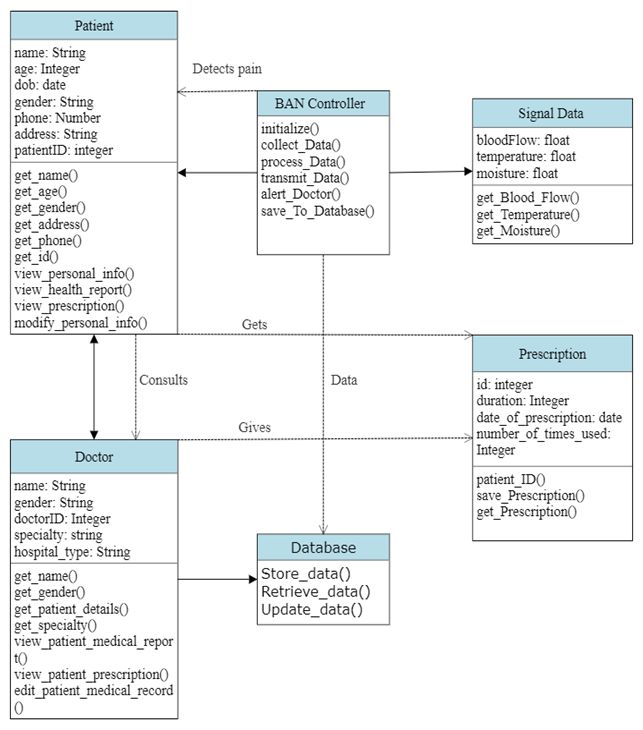 Patient
name: String
age: Integer
dob: date
gender: String
phone: Number
address: String
patientID: integer
get_name()
get_age()
get_gender()
get_address()
get_phone()
get_id()
view_personal_info()
view_health_report()
view_prescription()
modify_personal_info()
Detects pain
BAN Controller
initialize()
collect_Data()
process_Data()
transmit_Data()
alert_Doctor()
save_To_Database()
Signal Data
bloodFlow: float
temperature: float
moisture: float
get_Blood_Flow()
get_Temperature()
get_Moisture()
Gets
Consults
Data
Gives
Prescription
id: integer
duration: Integer
date_of_prescription: date
number_of_times_used:
Integer
patient_ID()
save_Prescription()
get_Prescription()
Doctor
name: String
gender: String
doctorID: Integer
specialty: string
hospital_type: String
get_name()
get_gender()
get_patient_details()
get_specialty()
view_patient_medical_repor
t()
view_patient_prescription()
edit_patient_medical_record
()
Database
Store_data()
Retrieve_data()
Update_data()